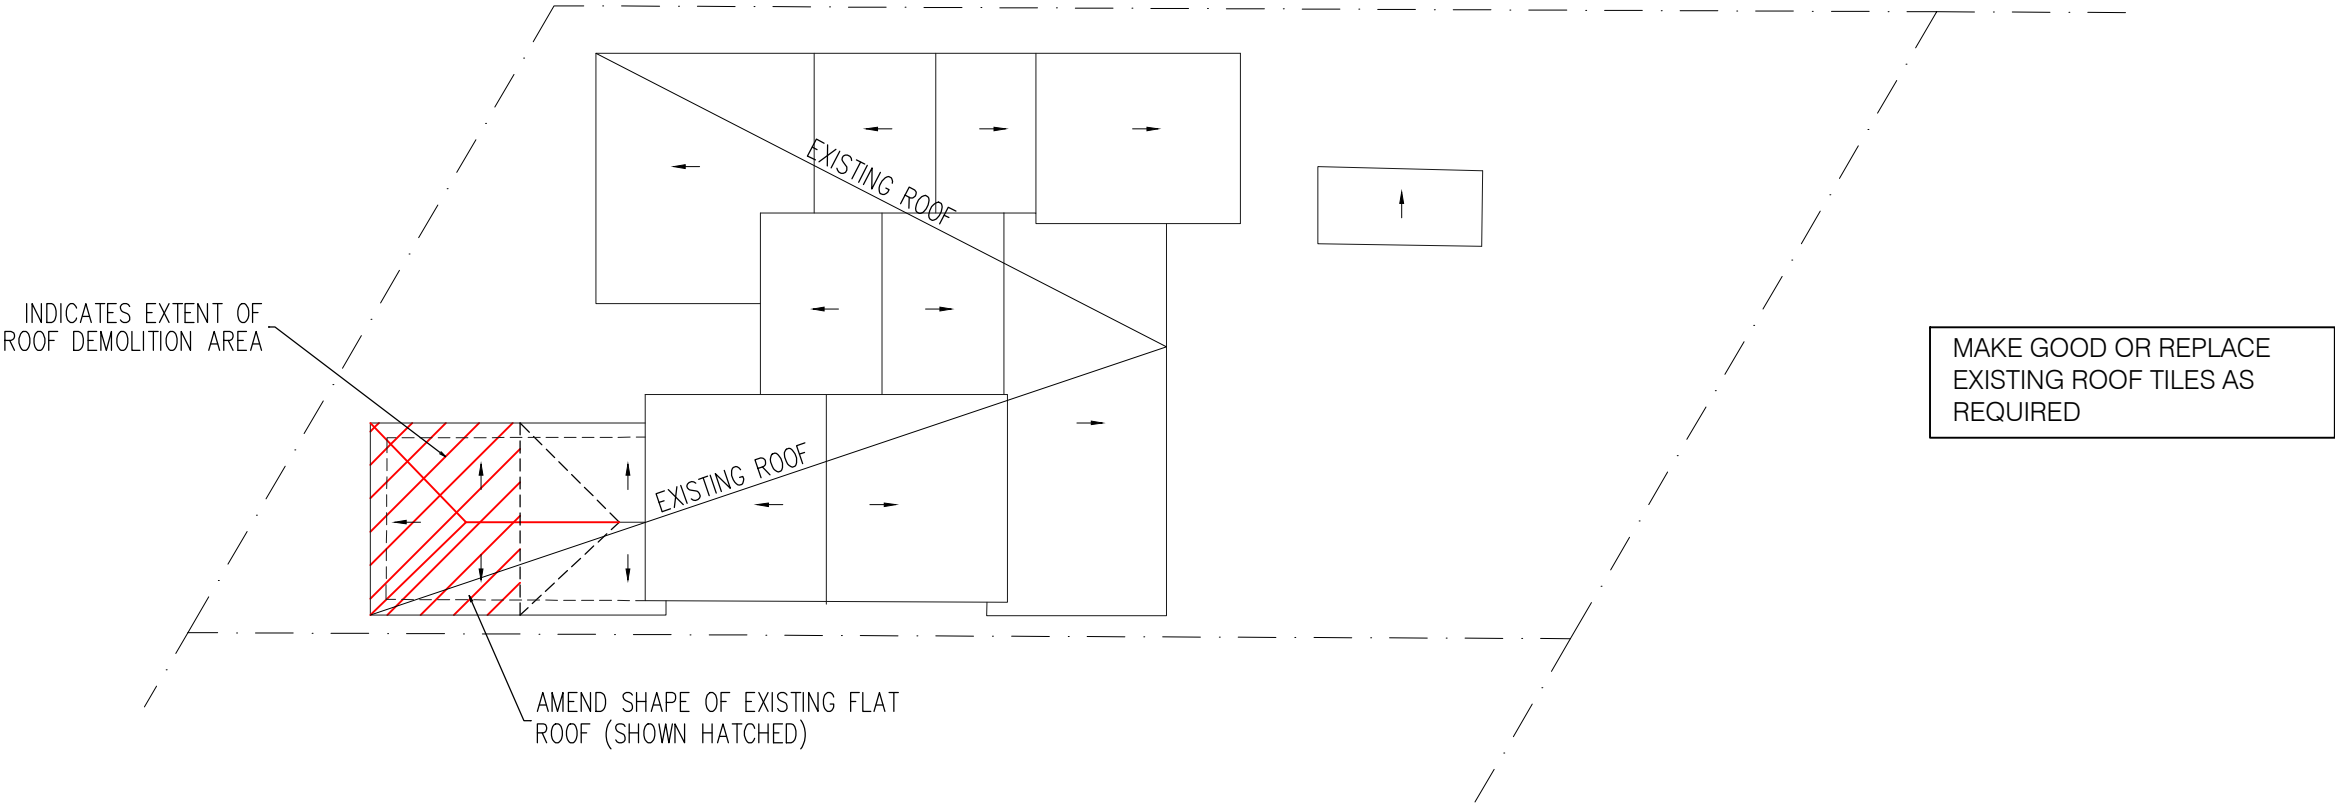 EXISTING ROOF
INDICATES EXTENT OF
ROOF DEMOLITION AREA
MAKE GOOD OR REPLACE
EXISTING ROOF TILES AS
REQUIRED
EXISTING ROOF
AMEND SHAPE OF EXISTING FLAT
ROOF (SHOWN HATCHED)